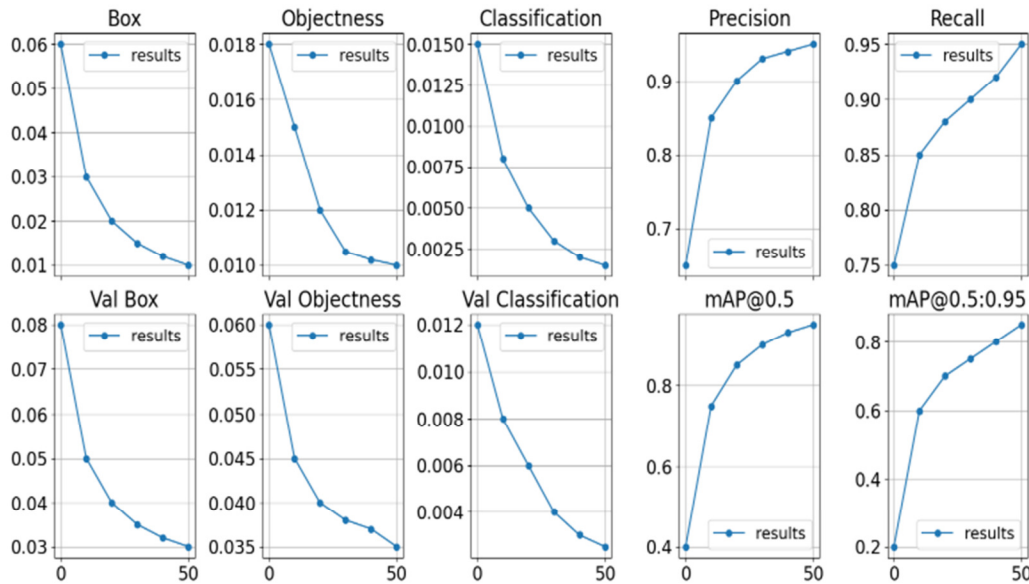 Box
0.06
0.05
0.04
0.03
0.02
0.01
results
Objectness
0.018
0.016
0.014
0.012
0.010
results
Classification
0.0150
0.0125
0.0100
0.0075
0.0050
0.0025
results
Precision
0.9
0.8
0.7
results
Recall
0.95
0.90
0.85
0.80
0.75
results
Val Box
0.08
0.07
0.06
0.05
0.04
0.03
results
0 50
Val Objectness
0.060
0.055
0.050
0.045
0.040
0.035
results
0 50
Val Classification
0.012
0.010
0.008
0.006
0.004
results
0 50
mAP@0.5
0.8
0.6
0.4
results
0 50
mAP@0.5:0.95
0.8
0.6
0.4
0.2
results
0 50